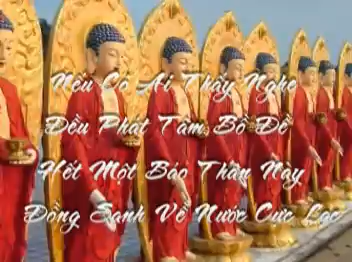 Nếu Có Ai Thấy Nghe
Đều Phát Tâm Bồ Đề
Hết Một Báo Thân Này
Đồng Sanh Về Nước Cực Lạc